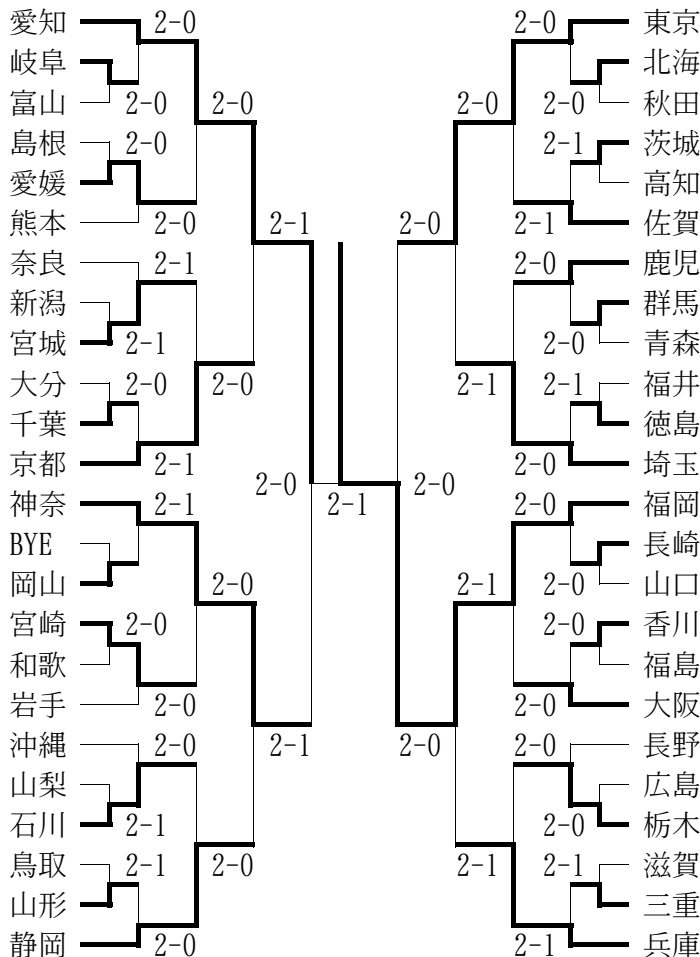 愛知 2-0 2-0 東京
岐阜 北海
富山 2-0 2-0 2-0 2-0 秋田
島根 2-0 2-1 茨城
愛媛 高知
熊本 2-0 2-1 2-0 2-1 佐賀
奈良 2-1 2-0 鹿児
新潟 群馬
宮城 2-1 2-0 青森
大分 2-0 2-0 2-1 2-1 福井
千葉 徳島
京都 2-1 2-0 埼玉
神奈 2-1 2-0 2-1 2-0 2-0 福岡
BYE 長崎
岡山 2-0 2-1 2-0 山口
宮崎 2-0 2-0 香川
和歌 福島
岩手 2-0 大阪
沖縄 2-0 2-1 2-0 2-0 長野
山梨 広島
石川 2-1 2-0 栃木
鳥取 2-1 2-0 2-1 2-1 滋賀
山形 三重
静岡 2-0 2-1 兵庫